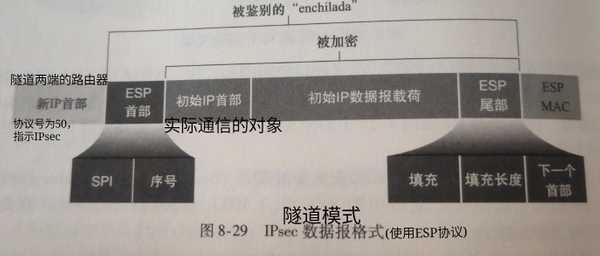 被鉴别的“enchilada”
被加密
隧道两端的路由器
新IP首部
ESP
首部
初始IP首部
初始IP数据报载荷
ESP
尾部
ESP
MAC
协议号为50，
指示IPsec
实际通信的对象
SPI
序号
填充
填充长度
下一个
首部
隧道模式
图 8-29 IPsec 数据报格式(使用ESP协议)